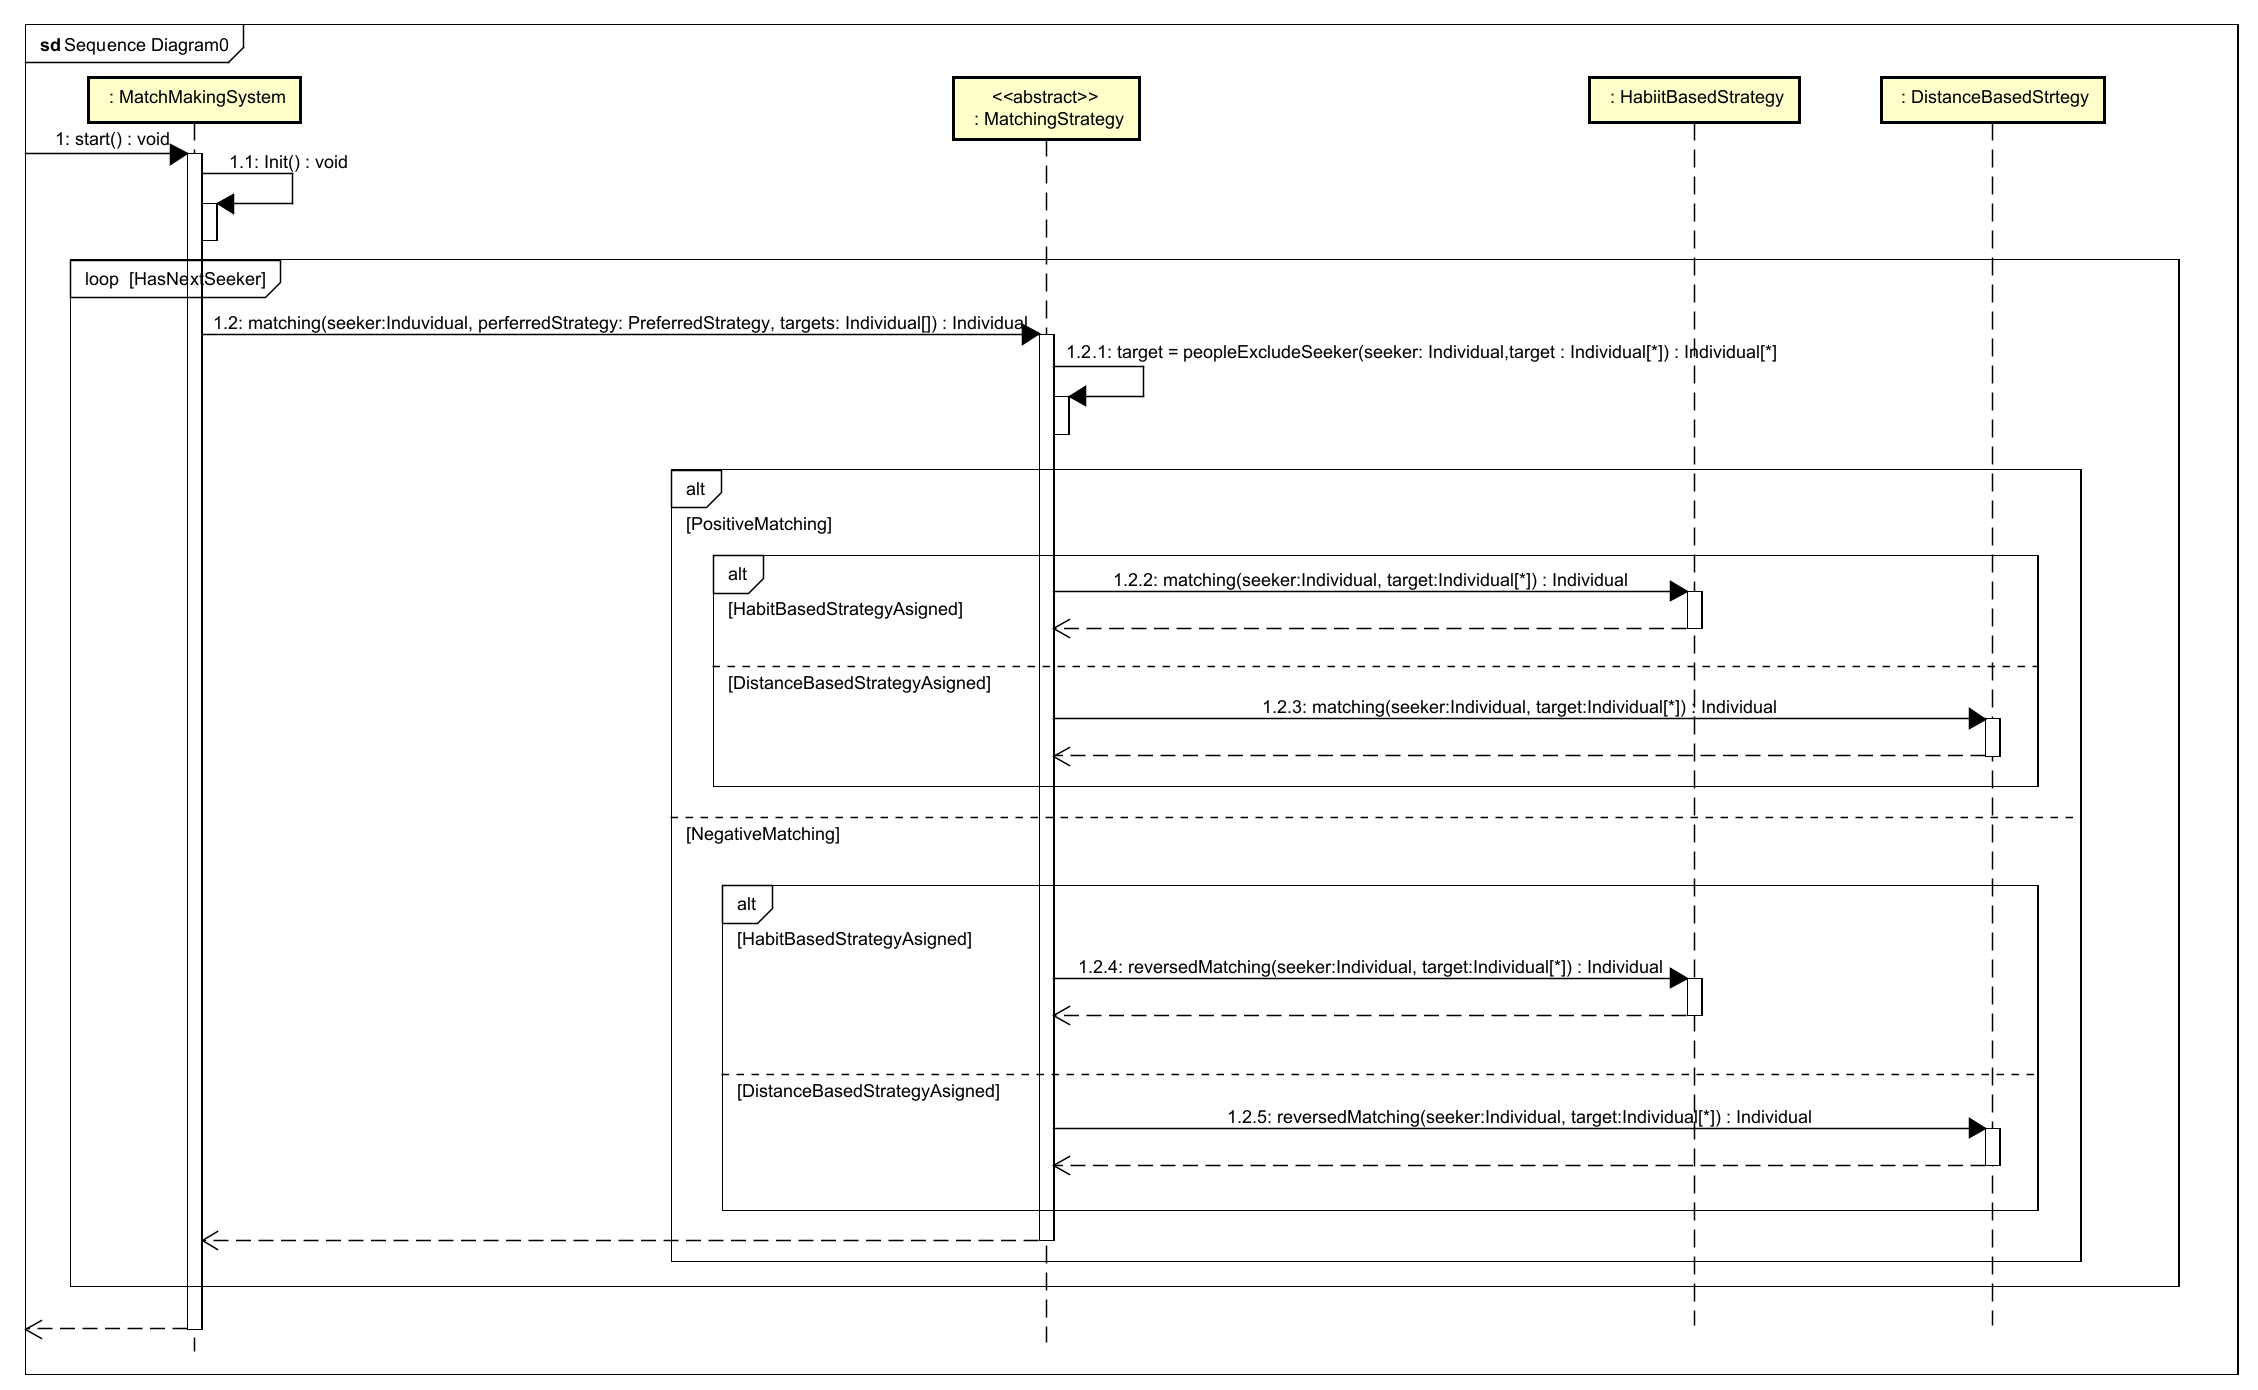 sd Sequence Diagram0
: MatchMakingSystem
<<abstract>>
: MatchingStrategy
: HabiitBasedStrategy
: DistanceBasedStrtegy
1: start() : void
1.1: Init() : void
loop [HasNextSeeker]
1.2: matching(seeker:Induvidual, perferredStrategy: PreferredStrategy, targets: Individual[]) : Individual
1.2.1: target = peopleExcludeSeeker(seeker: Individual,target : Individual[*]) : Individual[*]
alt
[PositiveMatching]
alt
1.2.2: matching(seeker:Individual, target:Individual[*]) : Individual
[HabitBasedStrategyAsigned]
[DistanceBasedStrategyAsigned]
1.2.3: matching(seeker:Individual, target:Individual[*]) : Individual
[NegativeMatching]
alt
[HabitBasedStrategyAsigned]
1.2.4: reversedMatching(seeker:Individual, target:Individual[*]) : Individual
[DistanceBasedStrategyAsigned]
1.2.5: reversedMatching(seeker:Individual, target:Individual[*]) : Individual